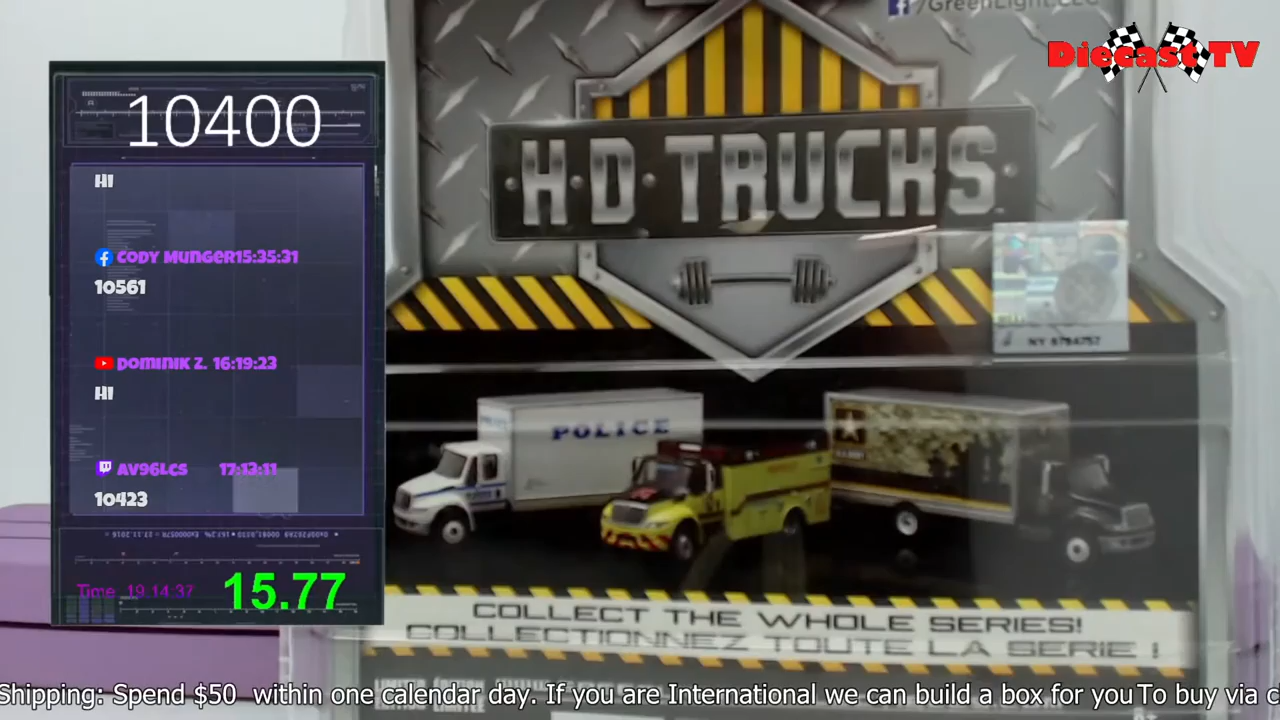 /GreenLightLLC
Diecast TV
10400
HI
H·D TRUCKS
CODY MUNGER15:35:31
10561
DOMINIK Z. 16:19:23
HI
AV96LCS 17:13:11
10423
POLICE
Time 19:14:37 15.77
COLLECT THE WHOLE SERIES!
COLLECTIONNEZ TOUTE LA SERIE !
Shipping: Spend $50 within one calendar day. If you are International we can build a box for you To buy via